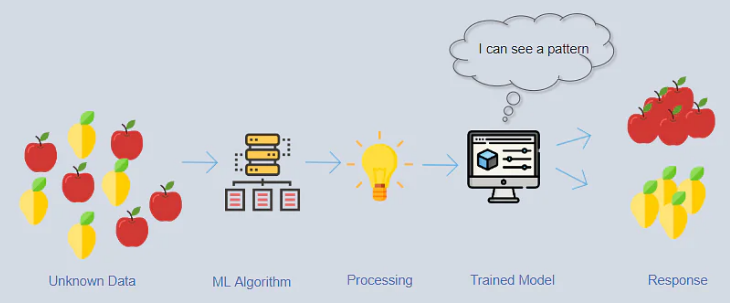 I can see a pattern
Unknown Data
ML Algorithm
Processing
Trained Model
Response